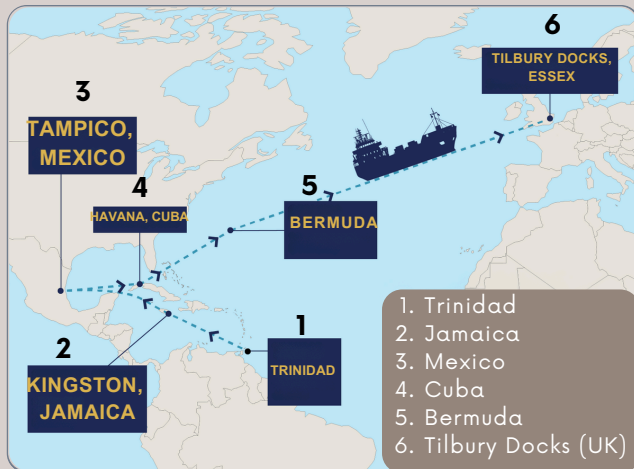 6
TILBURY DOCKS,
ESSEX
3
TAMPICO,
MEXICO
4
HAVANA, CUBA
5
BERMUDA
1
TRINIDAD
2
KINGSTON,
JAMAICA
1. Trinidad
2. Jamaica
3. Mexico
4. Cuba
5. Bermuda
6. Tilbury Docks (UK)